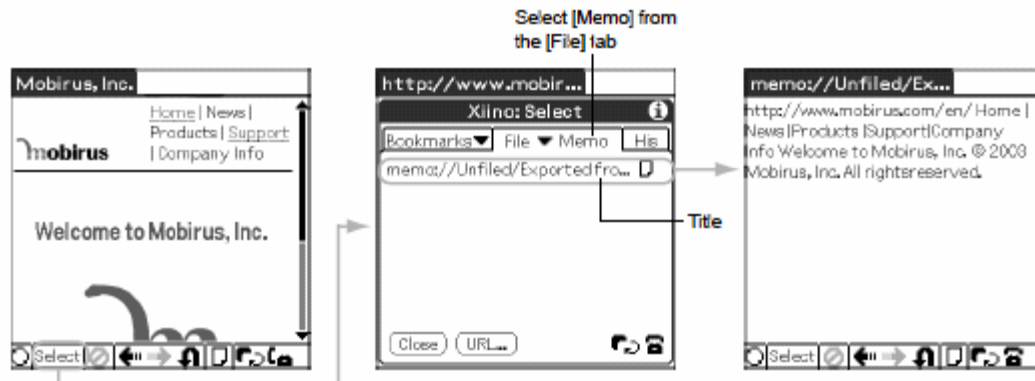 Select [Memo] from
the [File] tab
Mobirus, Inc.
Home | News |
Products | Support
| Company Info
mobirus
Welcome to Mobirus, Inc.
Select
http://www.mobir...
Xiino: Select
Bookmarks File Memo His
memo://Unfiled/Exported fro...
Title
Close URL...
memo://Unfiled/Ex...
http://www.mobirus.com/en/ Home |
News|Products |Support|Company
Info Welcome to Mobirus, Inc. © 2003
Mobirus, Inc. All rightsreserved.
Select